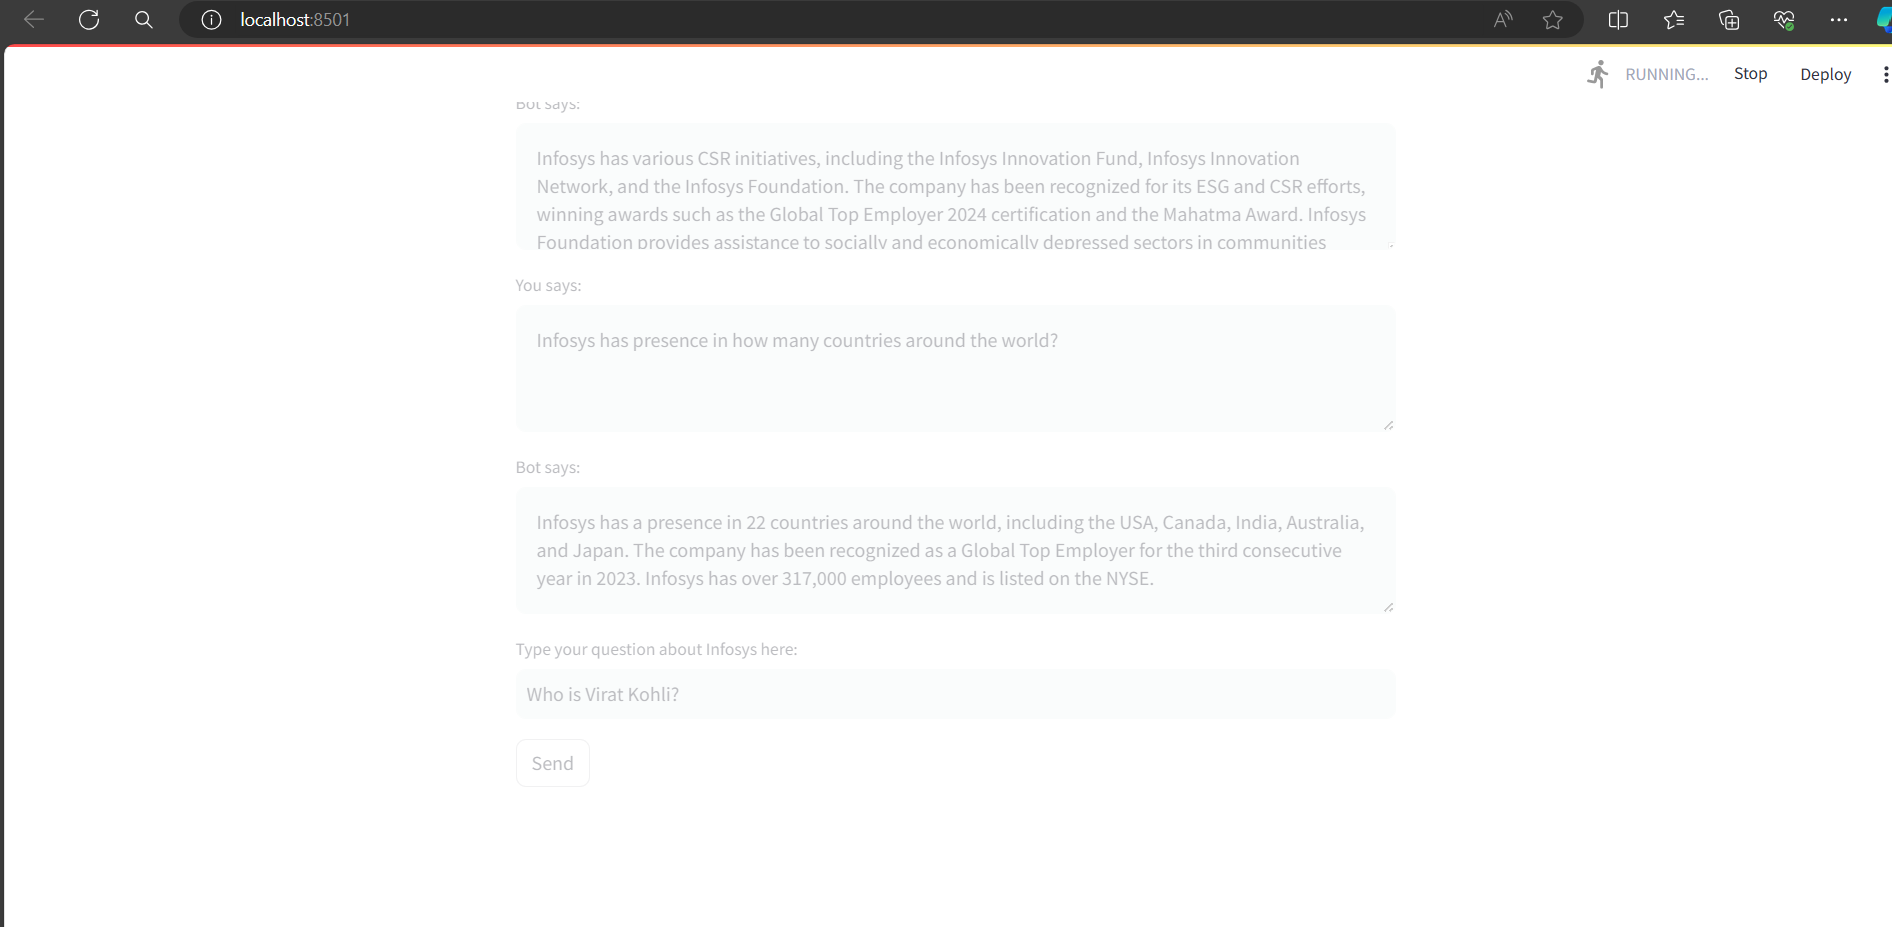 localhost:8501
RUNNING...
Stop
Deploy
Bot says:
Infosys has various CSR initiatives, including the Infosys Innovation Fund, Infosys Innovation
Network, and the Infosys Foundation. The company has been recognized for its ESG and CSR efforts,
winning awards such as the Global Top Employer 2024 certification and the Mahatma Award. Infosys
Foundation provides assistance to socially and economically depressed sectors in communities
You says:
Infosys has presence in how many countries around the world?
Bot says:
Infosys has a presence in 22 countries around the world, including the USA, Canada, India, Australia,
and Japan. The company has been recognized as a Global Top Employer for the third consecutive
year in 2023. Infosys has over 317,000 employees and is listed on the NYSE.
Type your question about Infosys here:
Who is Virat Kohli?
Send